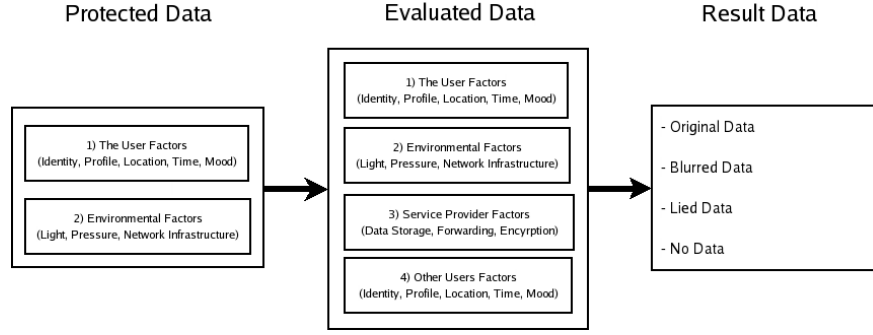 Protected Data
Evaluated Data
Result Data
1) The User Factors
(Identity, Profile, Location, Time, Mood)
2) Environmental Factors
(Light, Pressure, Network Infrastructure)
1) The User Factors
(Identity, Profile, Location, Time, Mood)
2) Environmental Factors
(Light, Pressure, Network Infrastructure)
3) Service Provider Factors
(Data Storage, Forwarding, Encyrption)
4) Other Users Factors
(Identity, Profile, Location, Time, Mood)
- Original Data
- Blurred Data
- Lied Data
- No Data